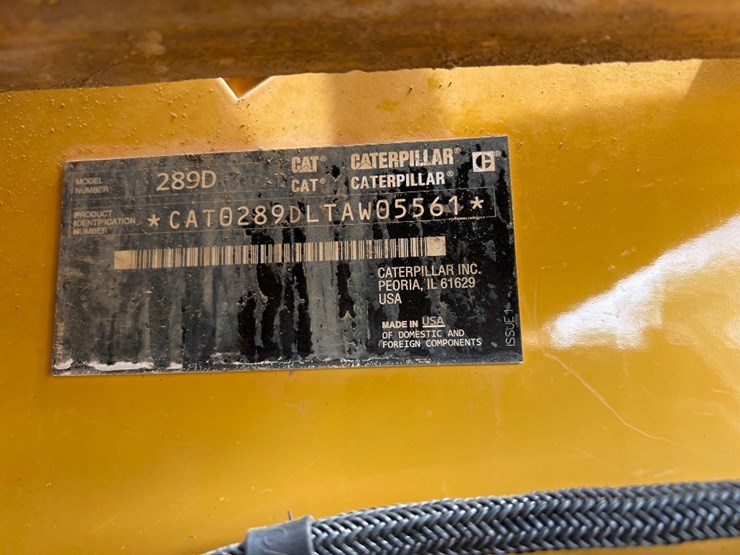 CAT® CATERPILLAR®
CAT® CATERPILLAR®
MODEL NUMBER 289D
PRODUCT IDENTIFICATION NUMBER *CAT0289DLTAW05561*
CATERPILLAR INC.
PEORIA, IL 61629
USA
MADE IN USA
OF DOMESTIC AND
FOREIGN COMPONENTS
ISSUE 1